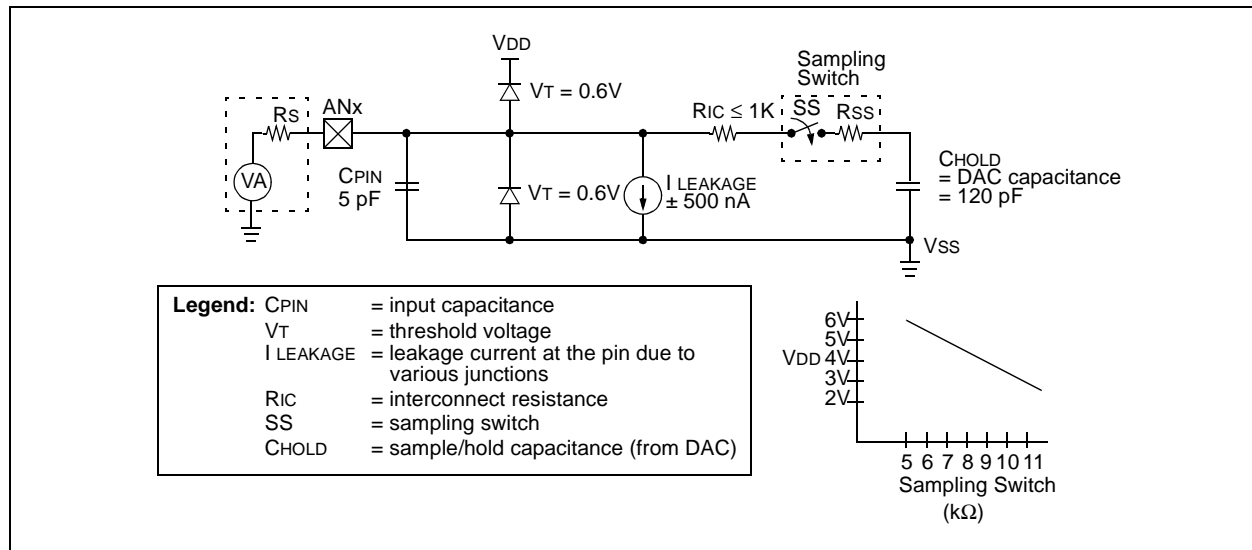 VDD
VT = 0.6V
RS
ANx
VA
CPIN
5 pF
VT = 0.6V
I LEAKAGE
± 500 nA
RIC ≤ 1K
Sampling
Switch
SS
RSS
CHOLD
= DAC capacitance
= 120 pF
VSS
Legend: CPIN = input capacitance
VT = threshold voltage
I LEAKAGE = leakage current at the pin due to
various junctions
RIC = interconnect resistance
SS = sampling switch
CHOLD = sample/hold capacitance (from DAC)
6V
5V
VDD 4V
3V
2V
5 6 7 8 9 10 11
Sampling Switch
(kΩ)